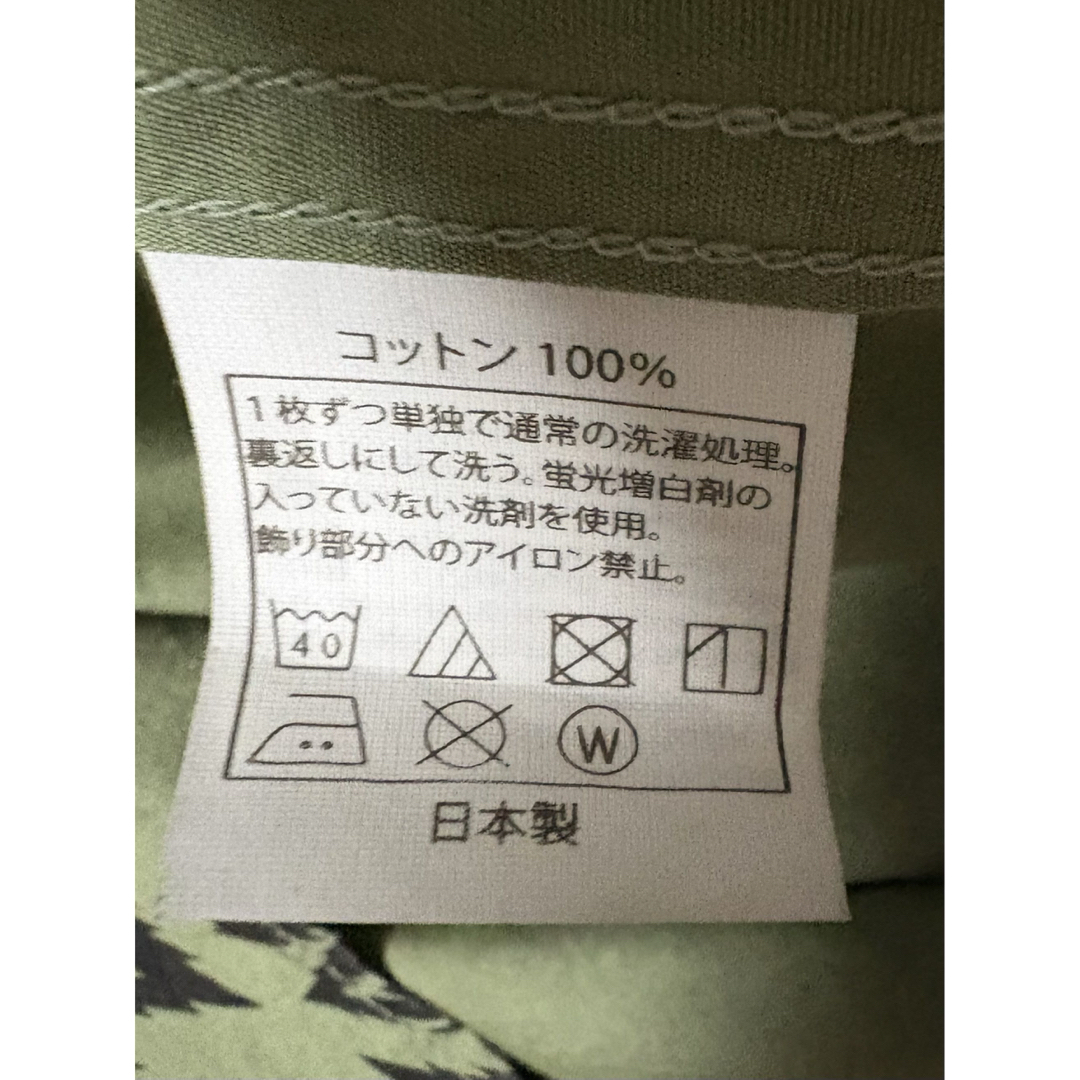 コットン 100%
1枚ずつ単独で通常の洗濯処理。
裏返しにして洗う。蛍光増白剤の
入っていない洗剤を使用。
飾り部分へのアイロン禁止。
40
W
日本製